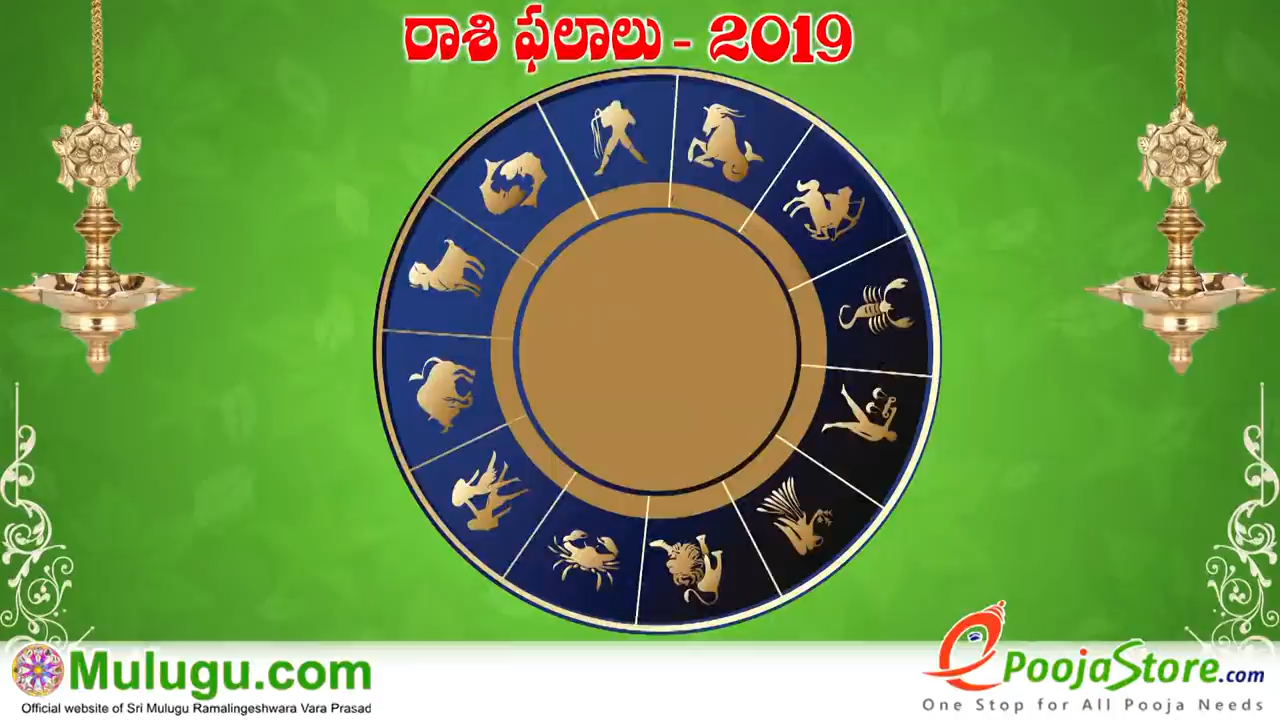 రాశి ఫలాలు - 2019
Mulugu.com
Official website of Sri Mulugu Ramalingeshwara Vara Prasad
ePoojaStore.com
One Stop for All Pooja Needs